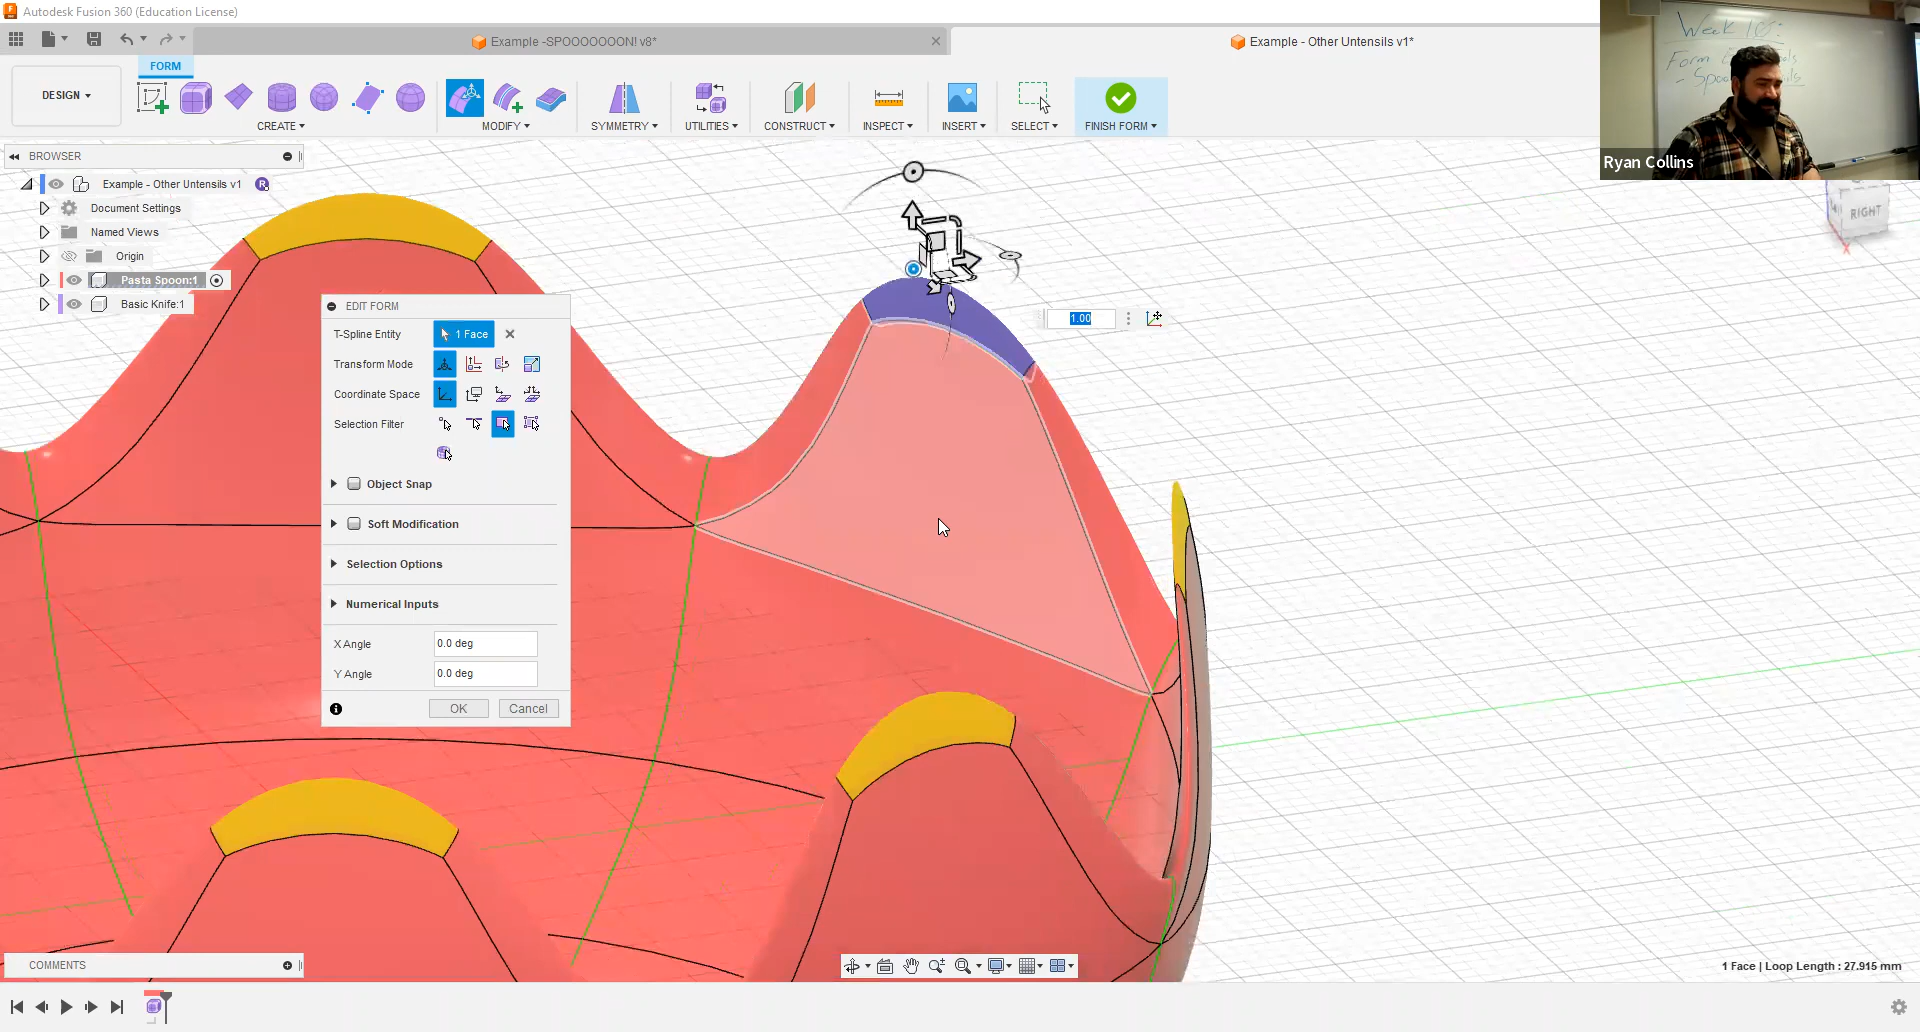 Autodesk Fusion 360 (Education License)
Example -SPOOOOOOON! v8*
Example - Other Untensils v1*
Week 10:
Form
- Spoo
Ryan Collins
FORM
DESIGN
CREATE
MODIFY
SYMMETRY
UTILITIES
CONSTRUCT
INSPECT
INSERT
SELECT
FINISH FORM
BROWSER
Example - Other Untensils v1
R
Document Settings
Named Views
Origin
Pasta Spoon:1
Basic Knife:1
RIGHT
X
EDIT FORM
T-Spline Entity
1 Face
Transform Mode
Coordinate Space
Selection Filter
Object Snap
Soft Modification
Selection Options
Numerical Inputs
X Angle
0.0 deg
Y Angle
0.0 deg
OK
Cancel
1.00
COMMENTS
1 Face | Loop Length : 27.915 mm